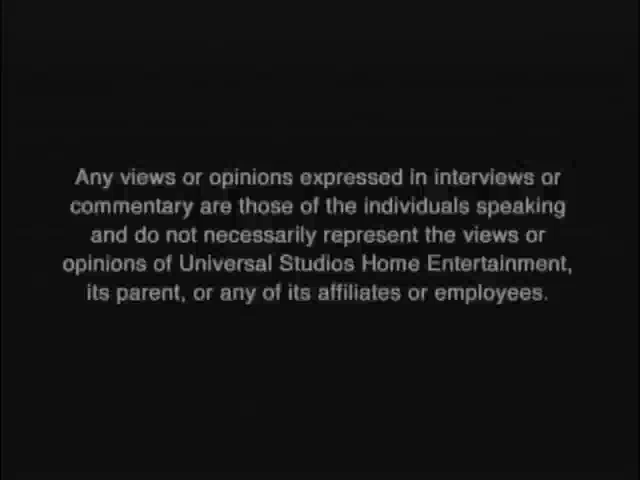 Any views or opinions expressed in interviews or
commentary are those of the individuals speaking
and do not necessarily represent the views or
opinions of Universal Studios Home Entertainment,
its parent, or any of its affiliates or employees.